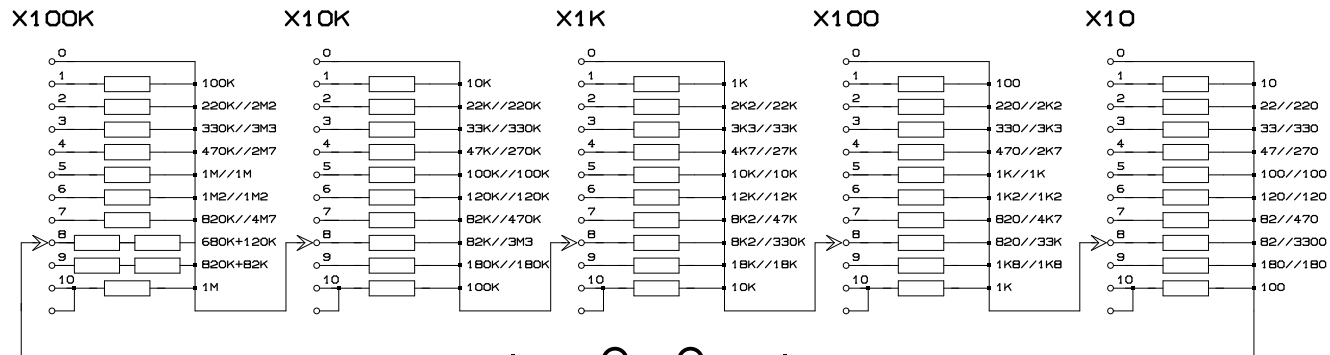 X100K X10K X1K X100 X10
0 0 0 0 0
1 100K 1 10K 1 1K 1 100 1 10
2 220K//2M2 2 22K//220K 2 2K2//22K 2 220//2K2 2 22//220
3 330K//3M3 3 33K//330K 3 3K3//33K 3 330//3K3 3 33//330
4 470K//2M7 4 47K//270K 4 4K7//27K 4 470//2K7 4 47//270
5 1M//1M 5 100K//100K 5 10K//10K 5 1K//1K 5 100//100
6 1M2//1M2 6 120K//120K 6 12K//12K 6 1K2//1K2 6 120//120
7 820K//4M7 7 82K//470K 7 8K2//47K 7 820//4K7 7 82//470
8 680K+120K 8 82K//3M3 8 8K2//330K 8 820//33K 8 82//3300
9 820K+82K 9 180K//180K 9 18K//18K 9 1K8//1K8 9 180//180
10 1M 10 100K 10 10K 10 1K 10 100